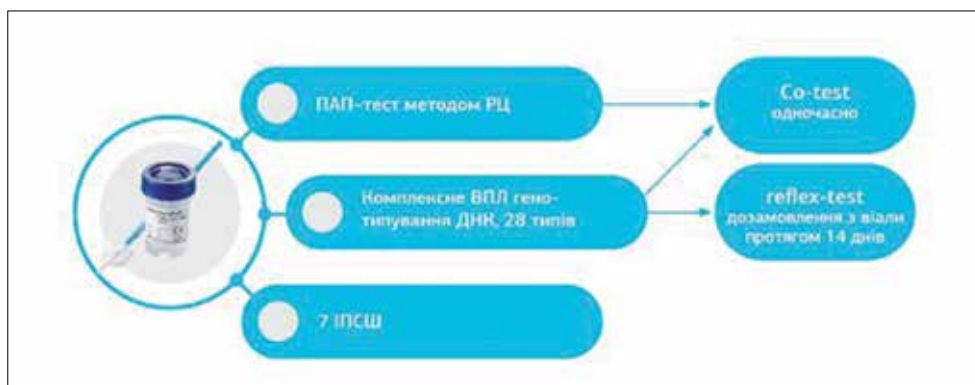 ПАП-тест методом РЦ
Co-test
одночасно
Комплексне ВПЛ гено-
типування ДНК, 28 типів
reflex-test
дозамовлення з віали
протягом 14 днів
7 ІПСШ